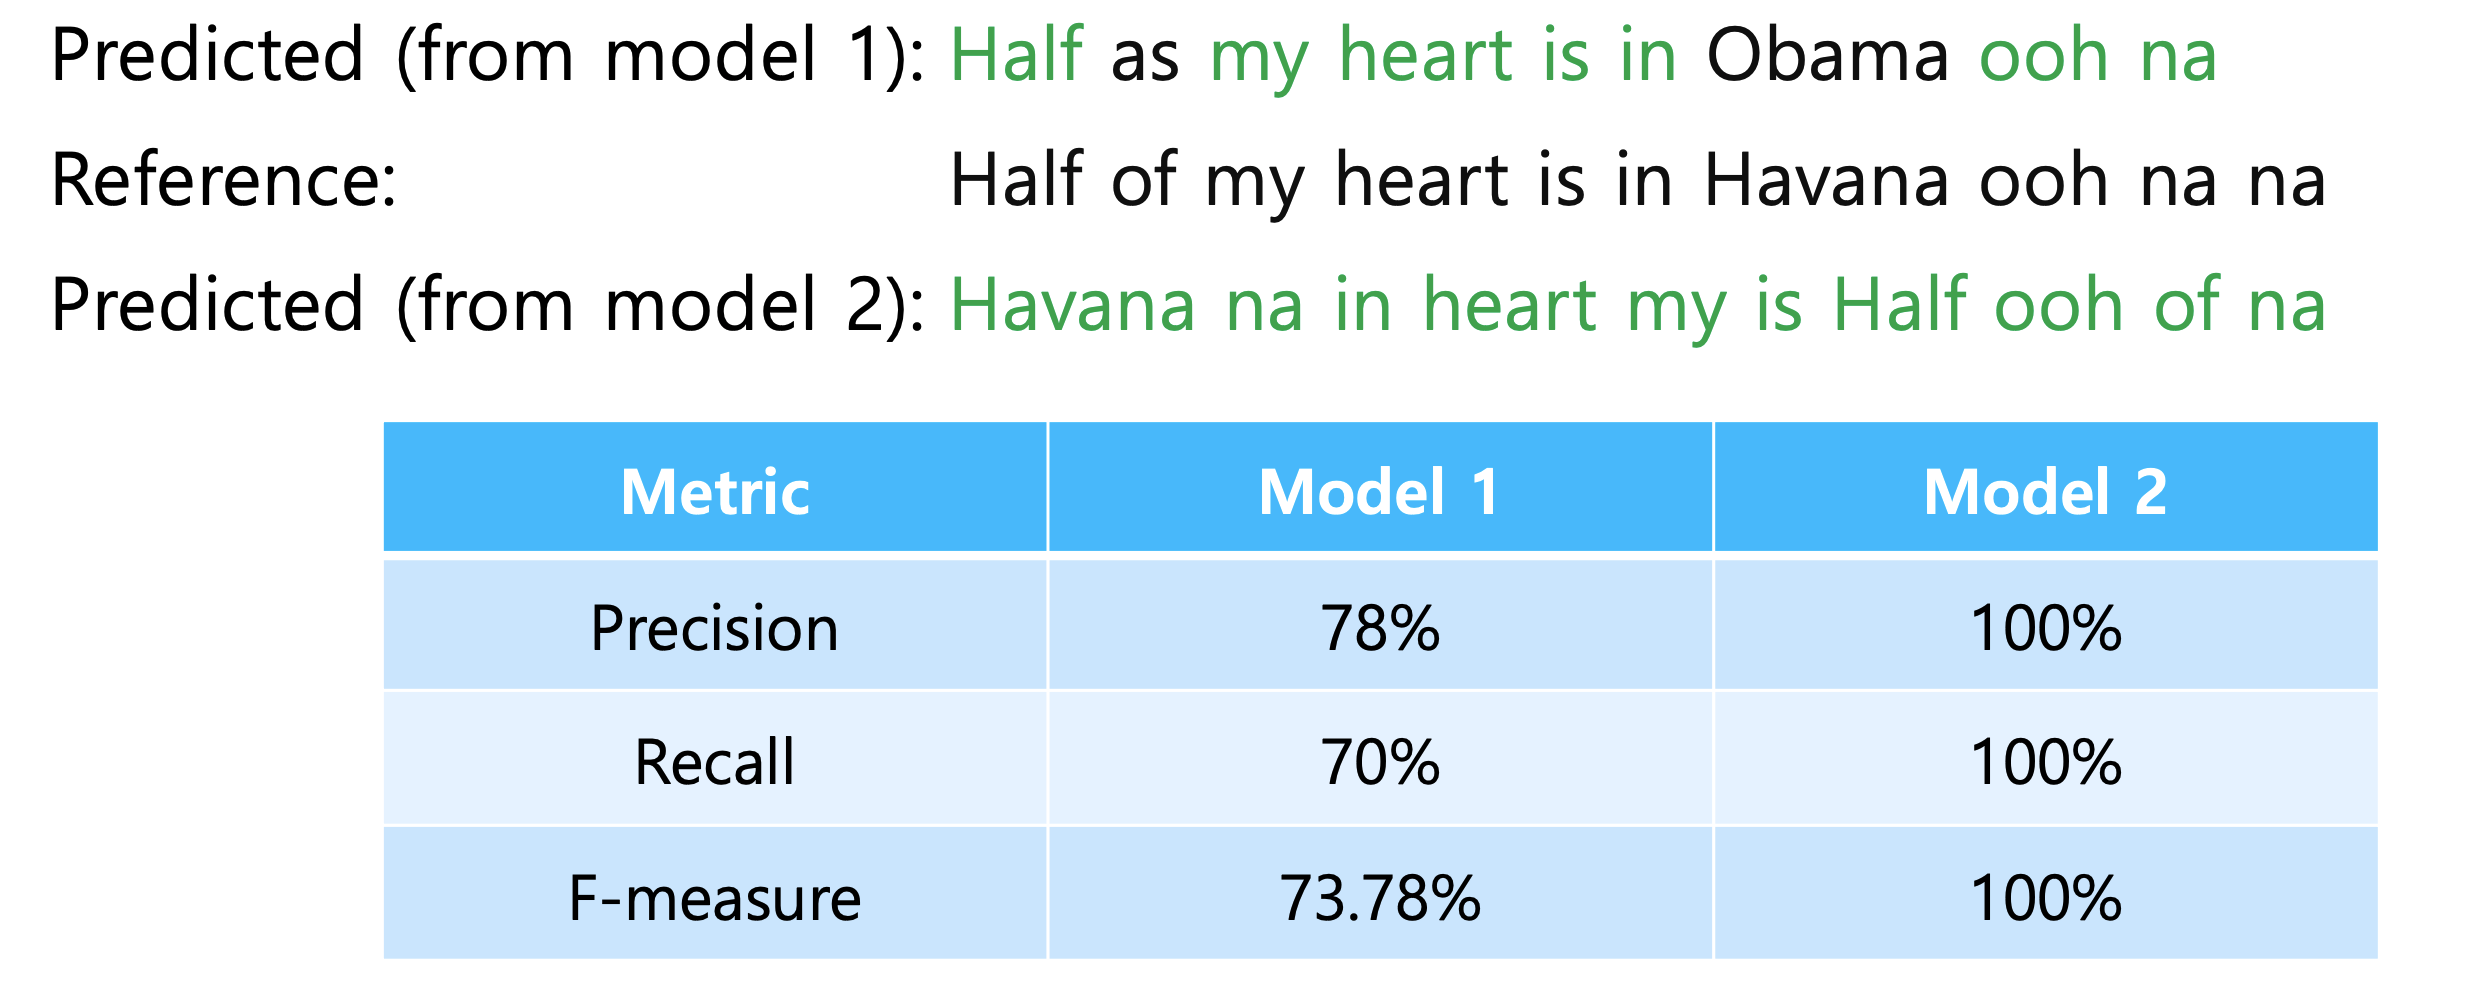 Predicted (from model 1): Half as my heart is in Obama ooh na
Reference: Half of my heart is in Havana ooh na na
Predicted (from model 2): Havana na in heart my is Half ooh of na
Metric Model 1 Model 2
Precision 78% 100%
Recall 70% 100%
F-measure 73.78% 100%